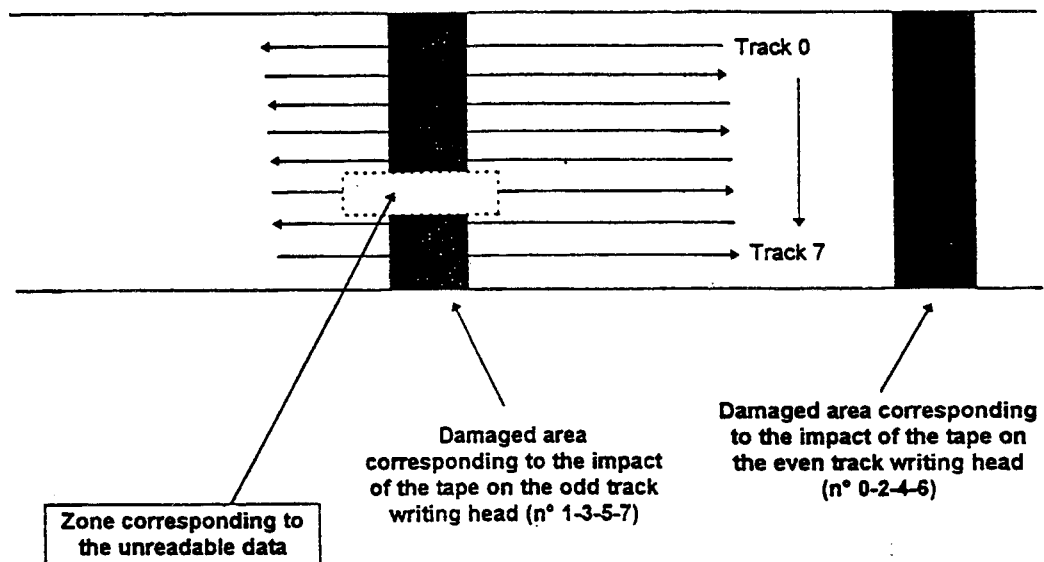 Track 0
Track 7
Damaged area
corresponding to the impact
of the tape on the odd track
writing head (n° 1-3-5-7)
Damaged area corresponding
to the impact of the tape on
the even track writing head
(n° 0-2-4-6)
Zone corresponding to
the unreadable data